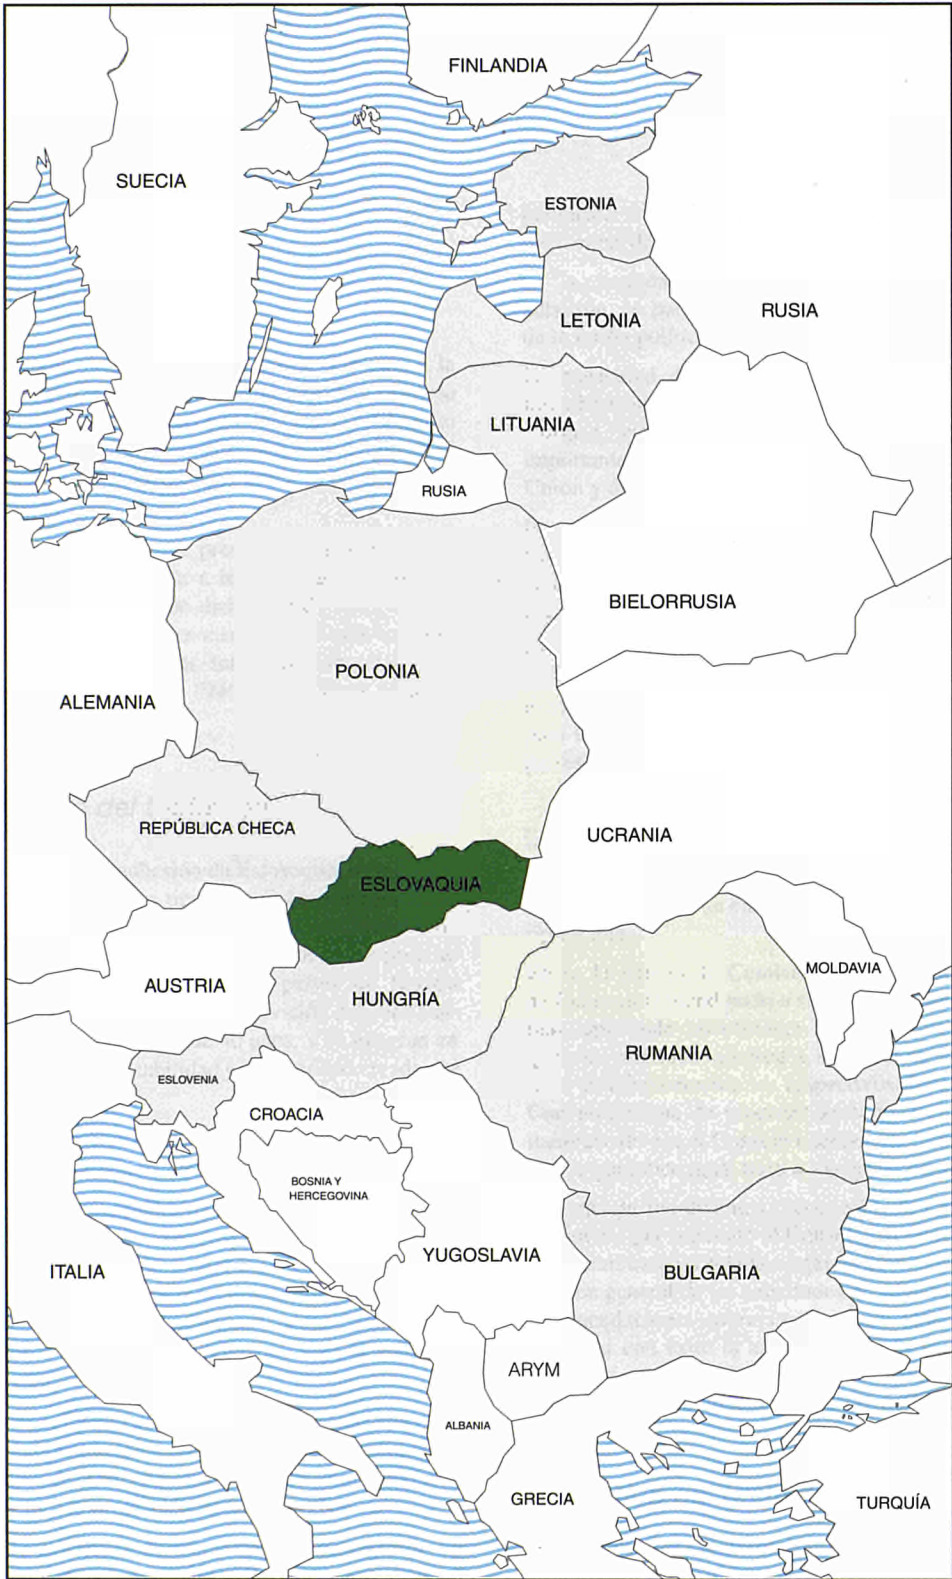 FINLANDIA
SUECIA
ESTONIA
RUSIA
LETONIA
LITUANIA
RUSIA
BIELORRUSIA
POLONIA
ALEMANIA
REPÚBLICA CHECA
UCRANIA
ESLOVAQUIA
MOLDAVIA
AUSTRIA
HUNGRÍA
RUMANIA
ESLOVENIA
CROACIA
BOSNIA Y
HERCEGOVINA
YUGOSLAVIA
ITALIA
BULGARIA
ARYM
ALBANIA
GRECIA
TURQUÍA